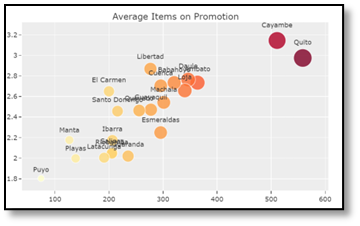 Average Items on Promotion
3.2
3
2.8
2.6
2.4
2.2
2
1.8
Cayambe
Quito
Libertad
Daule
Babahoyo
Ambato
Cuenca
Loja
El Carmen
Machala
Santo Domingo
Guayaquil
Esmeraldas
Manta
Ibarra
Playas
Latacunga
Puyo
100
200
300
400
500
600